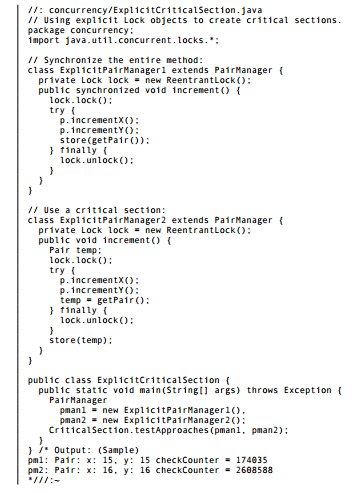 //: concurrency/ExplicitCriticalSection.java
// Using explicit Lock objects to create critical sections.
package concurrency;
import java.util.concurrent.locks.*;

// Synchronize the entire method:
class ExplicitPairManager1 extends PairManager {
  private Lock lock = new ReentrantLock();
  public synchronized void increment() {
    lock.lock();
    try {
      p.incrementX();
      p.incrementY();
      store(getPair());
    } finally {
      lock.unlock();
    }
  }
}

// Use a critical section:
class ExplicitPairManager2 extends PairManager {
  private Lock lock = new ReentrantLock();
  public void increment() {
    Pair temp;
    lock.lock();
    try {
      p.incrementX();
      p.incrementY();
      temp = getPair();
    } finally {
      lock.unlock();
    }
    store(temp);
  }
}

public class ExplicitCriticalSection {
  public static void main(String[] args) throws Exception {
    PairManager
      pman1 = new ExplicitPairManager1(),
      pman2 = new ExplicitPairManager2();
    CriticalSection.testApproaches(pman1, pman2);
  }
} /* Output: (Sample)
pm1: Pair: x: 15, y: 15 checkCounter = 174035
pm2: Pair: x: 16, y: 16 checkCounter = 2608588
*///:~